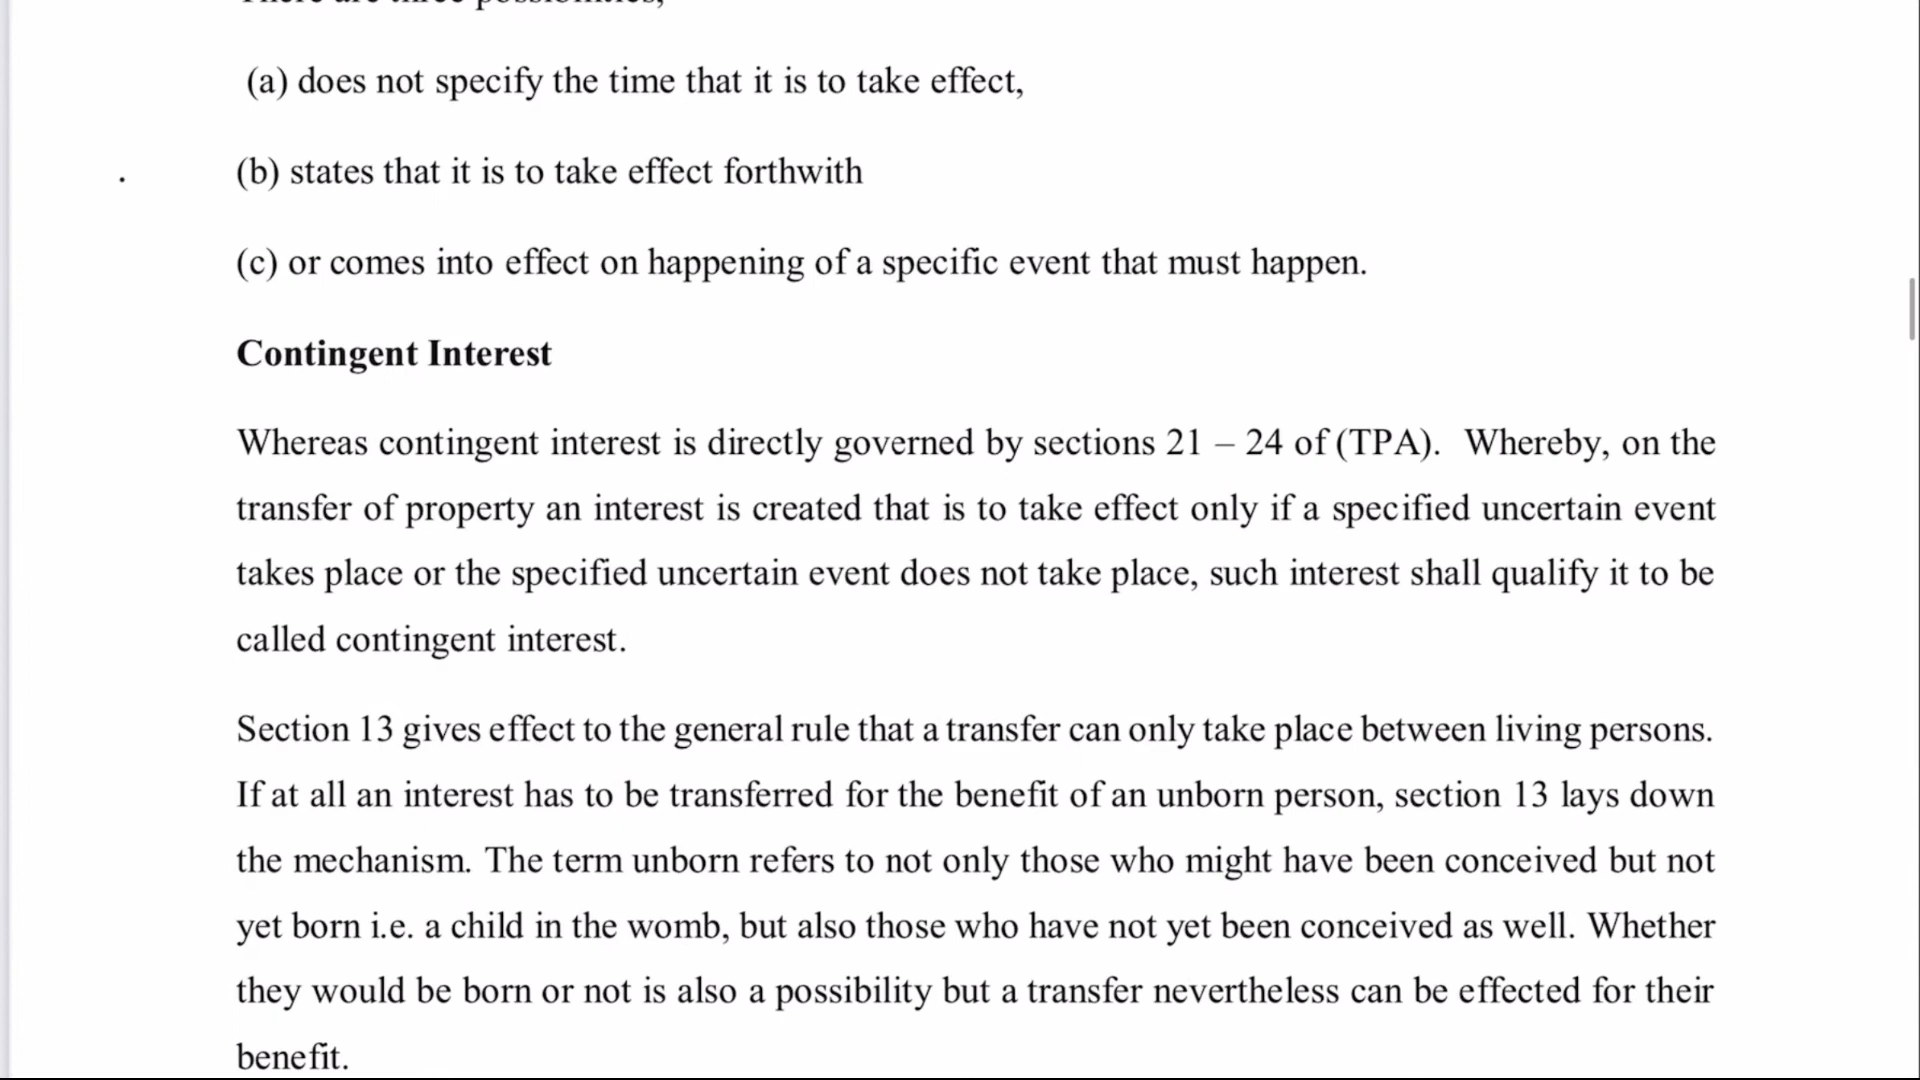 There are three possibilities,
(a) does not specify the time that it is to take effect,
(b) states that it is to take effect forthwith
(c) or comes into effect on happening of a specific event that must happen.
Contingent Interest
Whereas contingent interest is directly governed by sections 21 – 24 of (TPA). Whereby, on the
transfer of property an interest is created that is to take effect only if a specified uncertain event
takes place or the specified uncertain event does not take place, such interest shall qualify it to be
called contingent interest.
Section 13 gives effect to the general rule that a transfer can only take place between living persons.
If at all an interest has to be transferred for the benefit of an unborn person, section 13 lays down
the mechanism. The term unborn refers to not only those who might have been conceived but not
yet born i.e. a child in the womb, but also those who have not yet been conceived as well. Whether
they would be born or not is also a possibility but a transfer nevertheless can be effected for their
benefit.